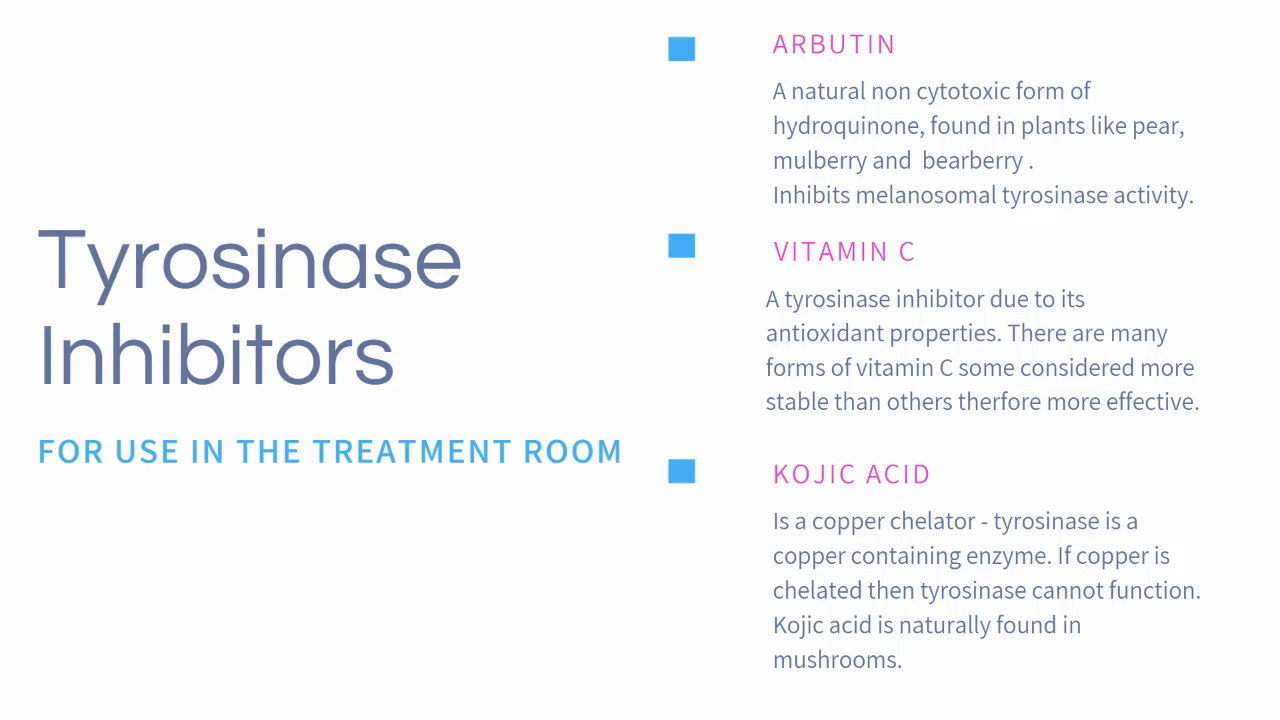 Tyrosinase
Inhibitors
FOR USE IN THE TREATMENT ROOM
ARBUTIN
A natural non cytotoxic form of
hydroquinone, found in plants like pear,
mulberry and  bearberry .
Inhibits melanosomal tyrosinase activity.
VITAMIN C
A tyrosinase inhibitor due to its
antioxidant properties. There are many
forms of vitamin C some considered more
stable than others therfore more effective.
KOJIC ACID
Is a copper chelator - tyrosinase is a
copper containing enzyme. If copper is
chelated then tyrosinase cannot function.
Kojic acid is naturally found in
mushrooms.